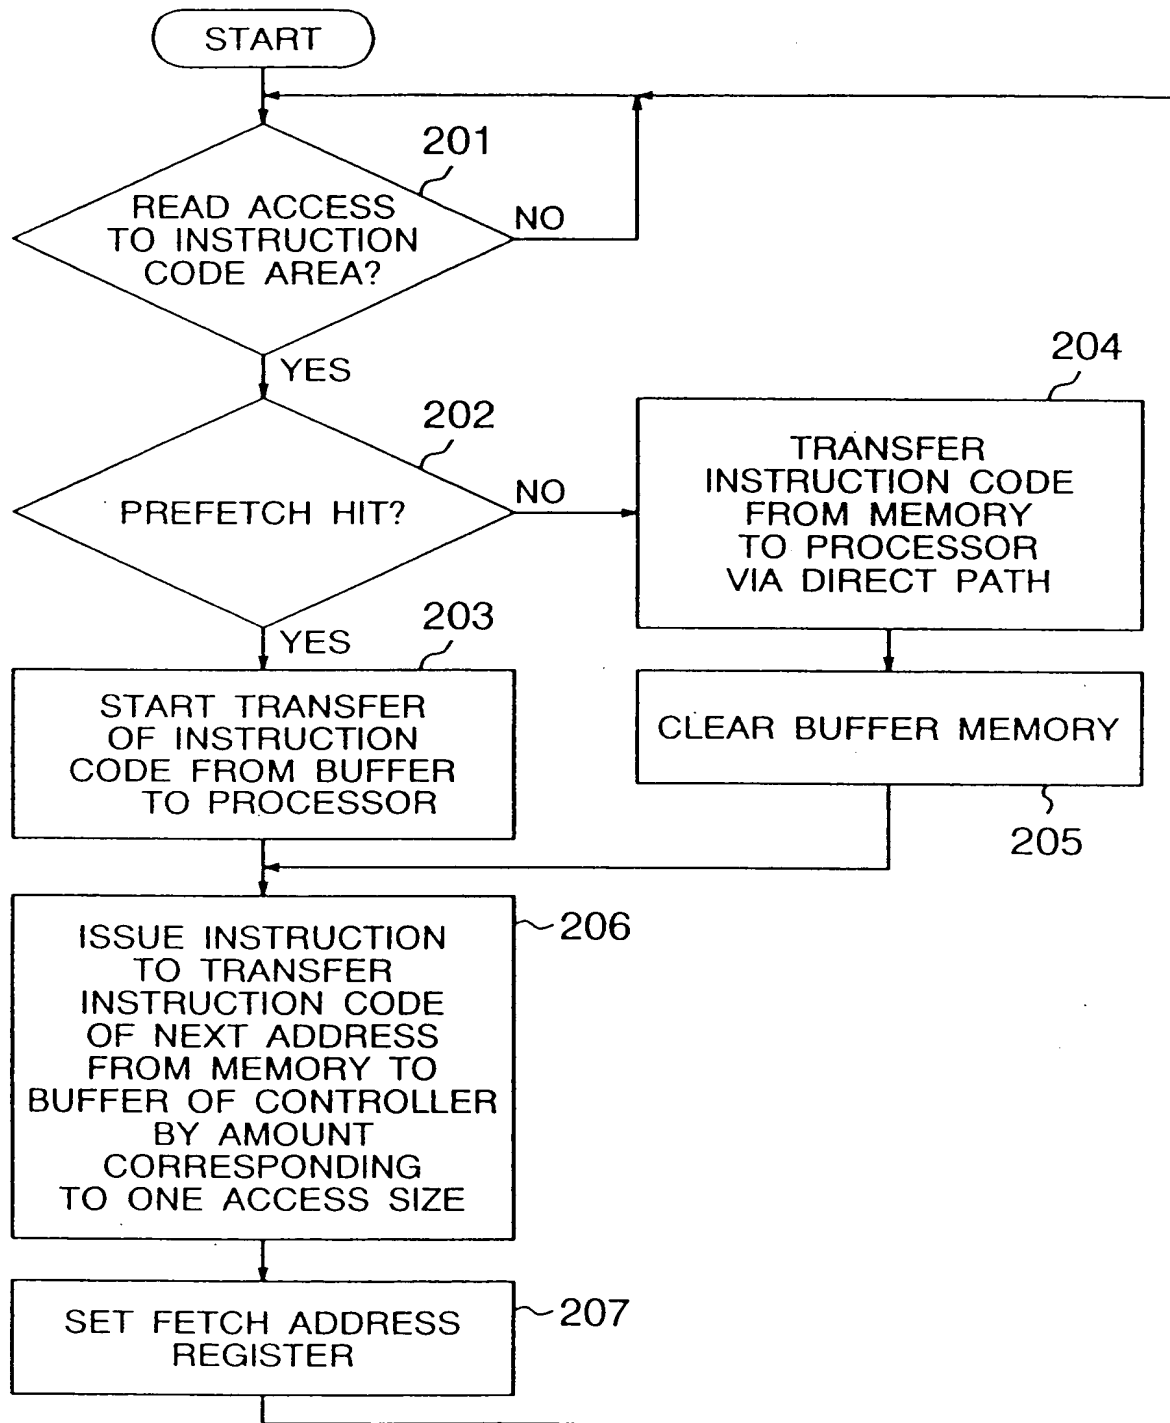 START
201
READ ACCESS
TO INSTRUCTION
CODE AREA?
NO
YES
202
PREFETCH HIT?
NO
YES
204
TRANSFER
INSTRUCTION CODE
FROM MEMORY
TO PROCESSOR
VIA DIRECT PATH
203
START TRANSFER
OF INSTRUCTION
CODE FROM BUFFER
TO PROCESSOR
CLEAR BUFFER MEMORY
205
206
ISSUE INSTRUCTION
TO TRANSFER
INSTRUCTION CODE
OF NEXT ADDRESS
FROM MEMORY TO
BUFFER OF CONTROLLER
BY AMOUNT
CORRESPONDING
TO ONE ACCESS SIZE
207
SET FETCH ADDRESS
REGISTER